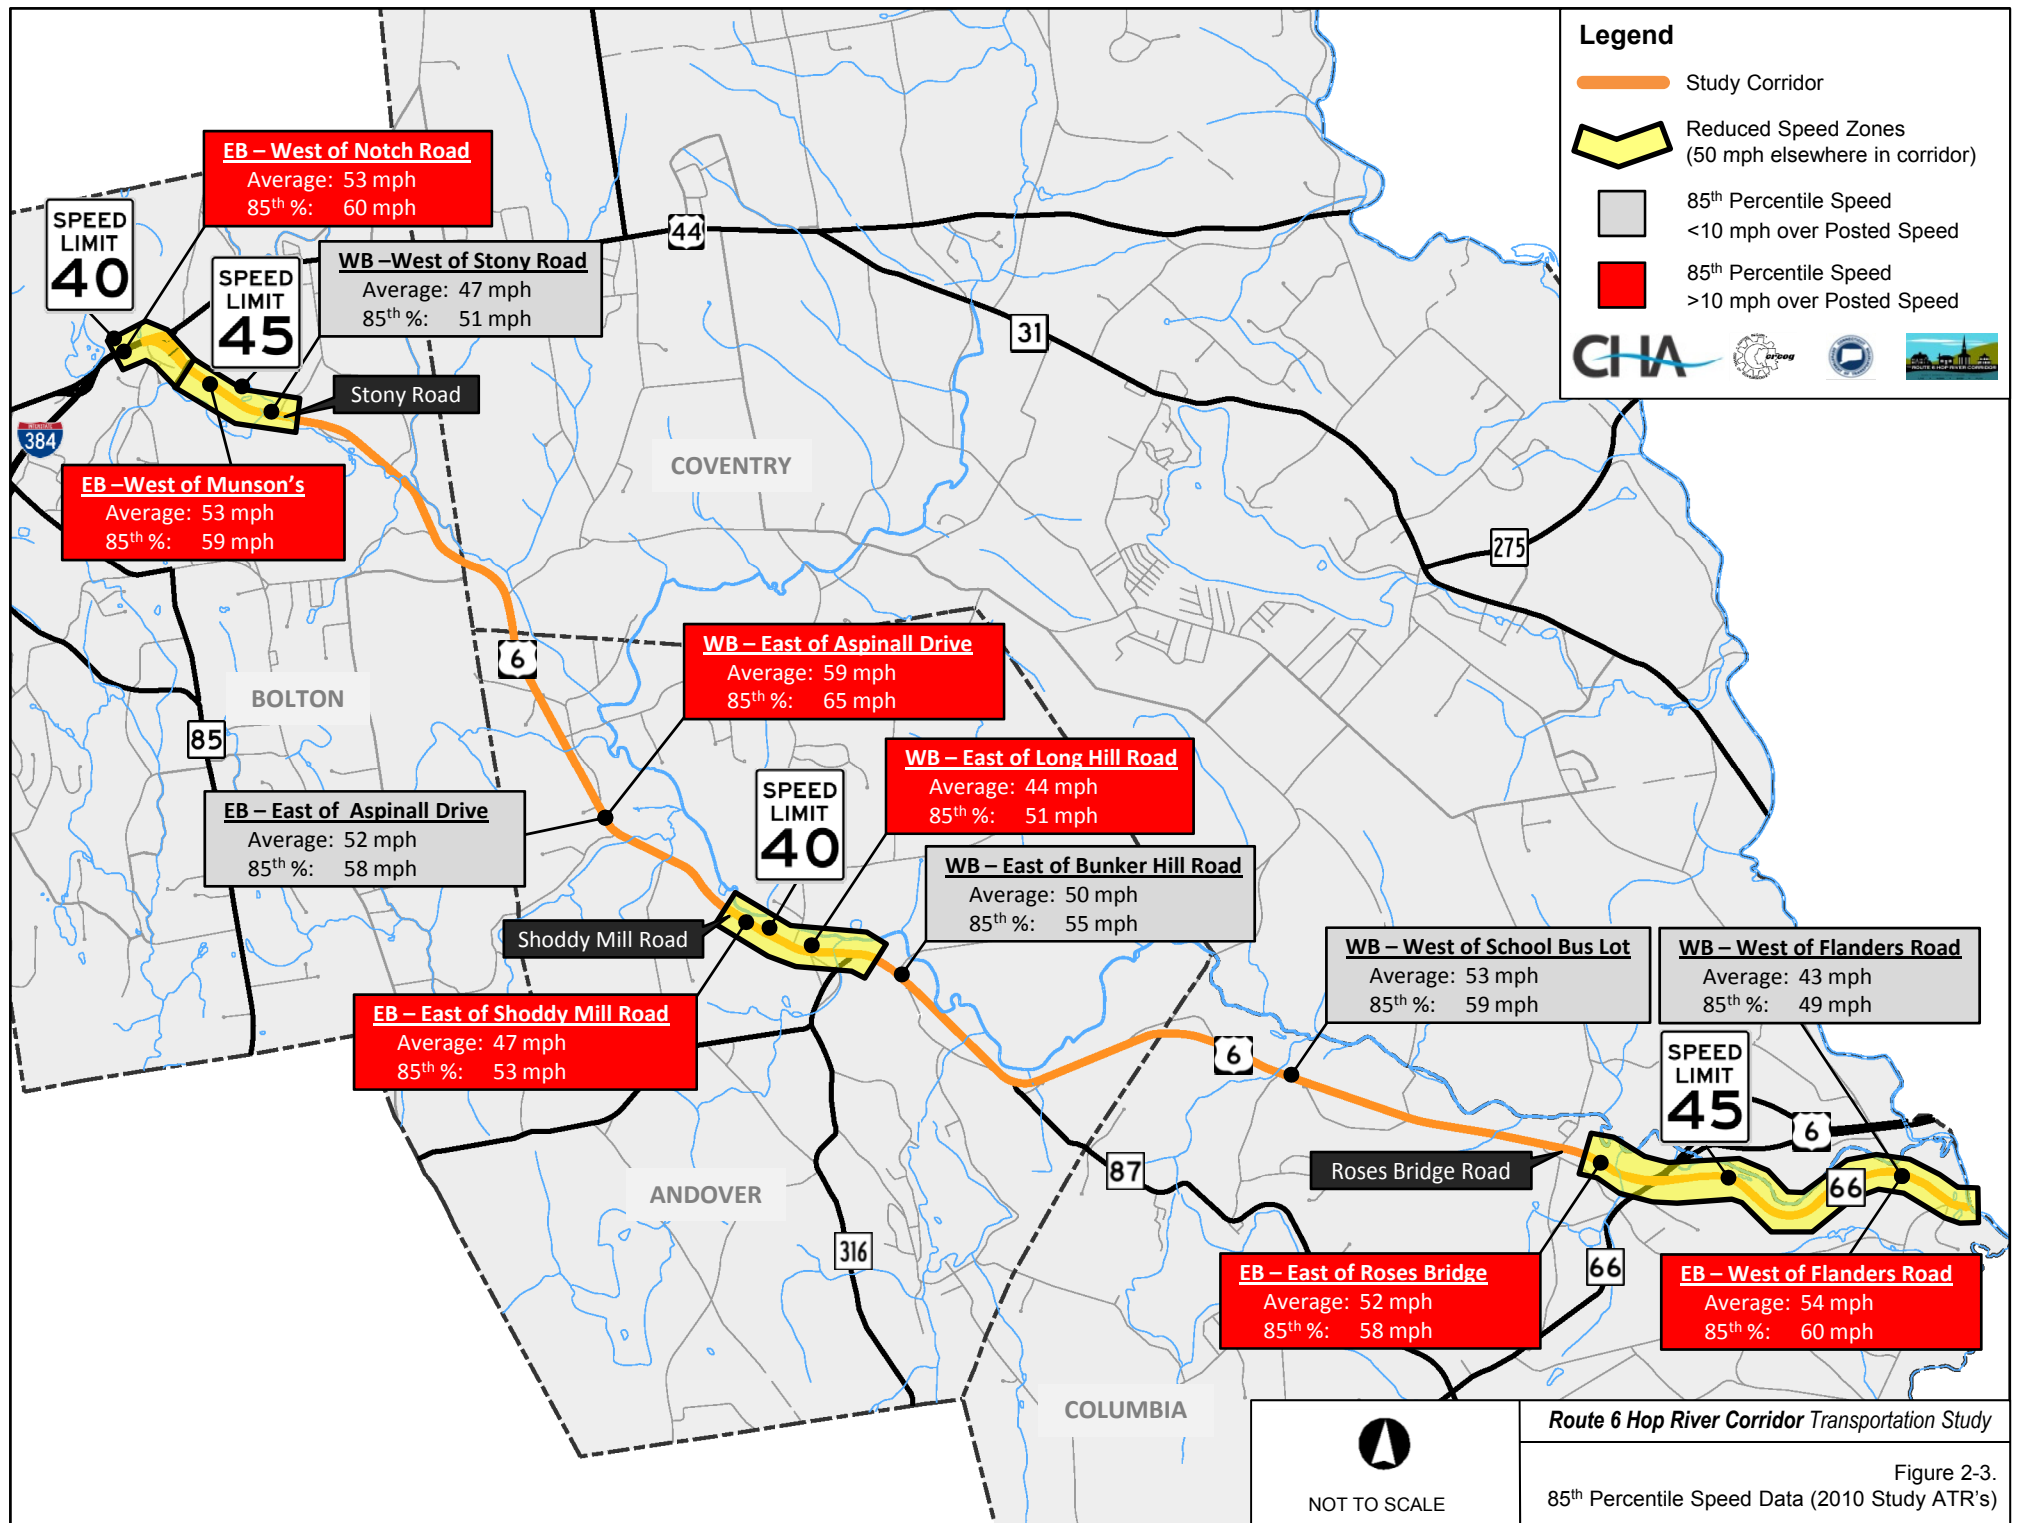 Legend
Study Corridor
Reduced Speed Zones
(50 mph elsewhere in corridor)
85th Percentile Speed
<10 mph over Posted Speed
85th Percentile Speed
>10 mph over Posted Speed
CHA
crcog
ROUTE 6 HOP RIVER CORRIDOR
EB – West of Notch Road
Average: 53 mph
85th %: 60 mph
SPEED
LIMIT
40
WB –West of Stony Road
Average: 47 mph
85th %: 51 mph
SPEED
LIMIT
45
44
31
Stony Road
INTERSTATE
384
COVENTRY
EB –West of Munson's
Average: 53 mph
85th %: 59 mph
275
6
WB – East of Aspinall Drive
Average: 59 mph
85th %: 65 mph
BOLTON
85
WB – East of Long Hill Road
Average: 44 mph
85th %: 51 mph
SPEED
LIMIT
40
EB – East of Aspinall Drive
Average: 52 mph
85th %: 58 mph
WB – East of Bunker Hill Road
Average: 50 mph
85th %: 55 mph
Shoddy Mill Road
WB – West of School Bus Lot
Average: 53 mph
85th %: 59 mph
WB – West of Flanders Road
Average: 43 mph
85th %: 49 mph
EB – East of Shoddy Mill Road
Average: 47 mph
85th %: 53 mph
6
SPEED
LIMIT
45
6
87
Roses Bridge Road
66
ANDOVER
316
66
EB – East of Roses Bridge
Average: 52 mph
85th %: 58 mph
EB – West of Flanders Road
Average: 54 mph
85th %: 60 mph
COLUMBIA
NOT TO SCALE
Route 6 Hop River Corridor Transportation Study
Figure 2-3.
85th Percentile Speed Data (2010 Study ATR's)